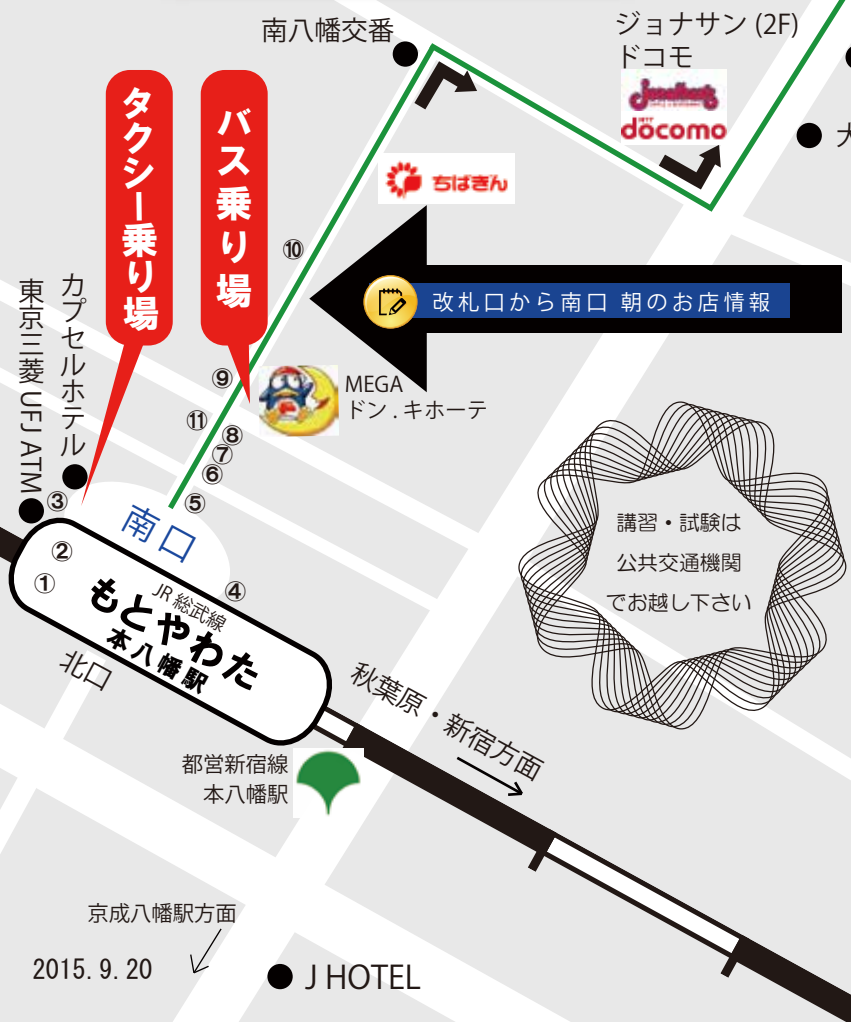 南八幡交番
ジョナサン (2F)
ドコモ
Jonathan's
docomo
大
タクシー乗り場
バス乗り場
ちばぎん
⑩
改札口から南口 朝のお店情報
カプセルホテル
東京三菱 UFJ ATM
⑨
MEGA
ドン . キホーテ
⑪
⑧
⑦
⑥
⑤
③
南口
②
①
④
JR 総武線
もとやわた
本八幡駅
北口
講習・試験は
公共交通機関
でお越し下さい
秋葉原・新宿方面
都営新宿線
本八幡駅
京成八幡駅方面
2015. 9. 20
J HOTEL